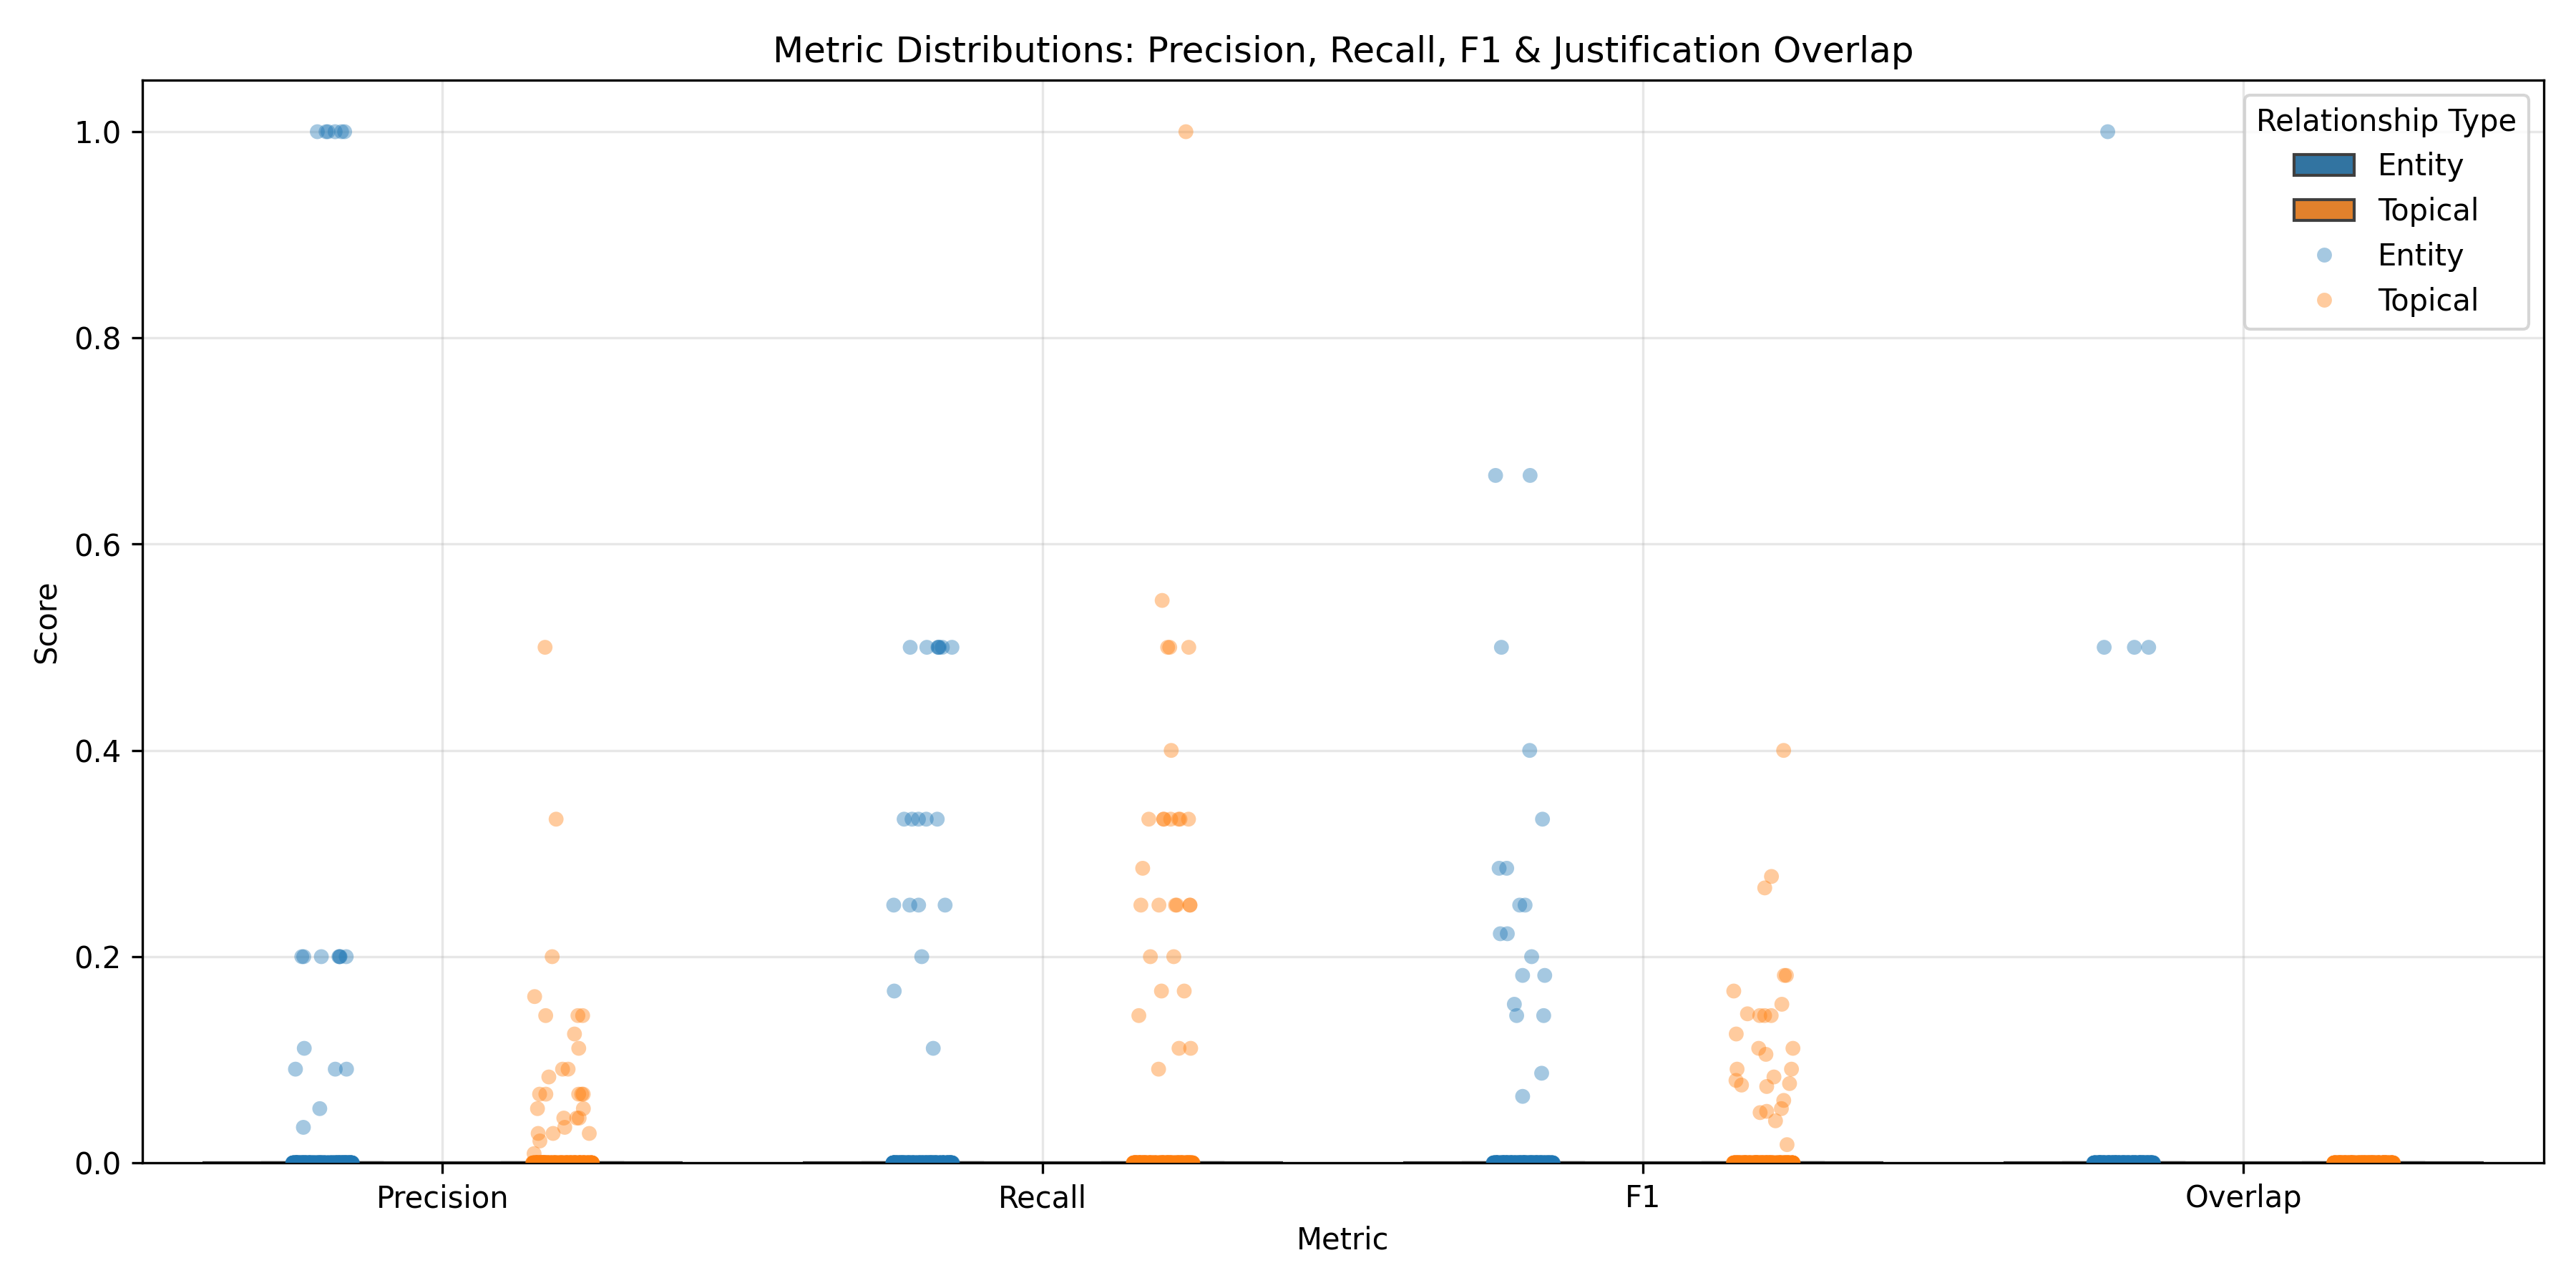 Metric Distributions: Precision, Recall, F1 & Justification Overlap
1.0
0.8
0.6
0.4
0.2
0.0
Score
Relationship Type
Entity
Topical
Entity
Topical
Precision
Recall
F1
Overlap
Metric